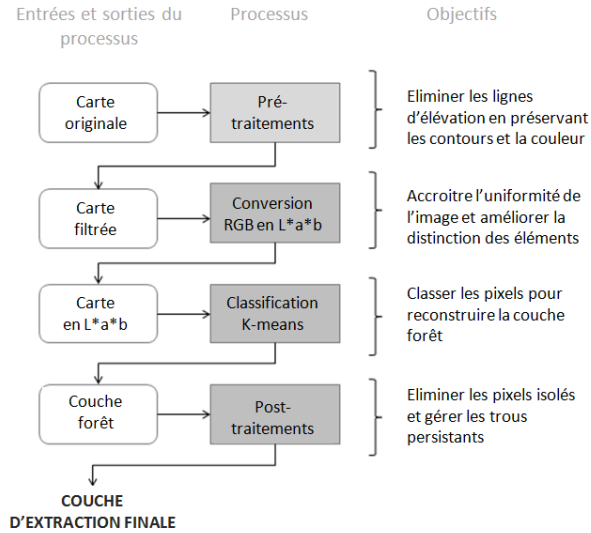 Entrées et sorties du
processus
Processus
Objectifs
Carte
originale
Pré-
traitements
Eliminer les lignes
d’élévation en préservant
les contours et la couleur
Carte
filtrée
Conversion
RGB en L*a*b
Accroitre l’uniformité de
l’image et améliorer la
distinction des éléments
Carte
en L*a*b
Classification
K-means
Classer les pixels pour
reconstruire la couche
forêt
Couche
forêt
Post-
traitements
Eliminer les pixels isolés
et gérer les trous
persistants
COUCHE
D’EXTRACTION FINALE